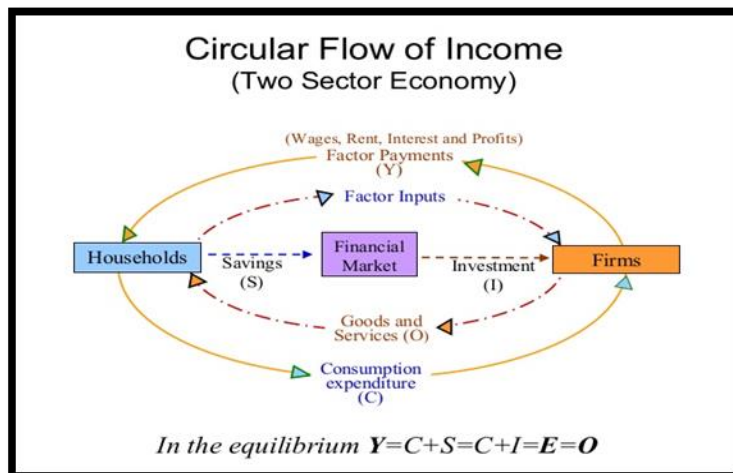 Circular Flow of Income
(Two Sector Economy)
(Wages, Rent, Interest and Profits)
Factor Payments
(Y)
Factor Inputs
Households
Savings
(S)
Financial
Market
Investment
(I)
Firms
Goods and
Services (O)
Consumption
expenditure
(C)
In the equilibrium Y=C+S=C+I=E=O